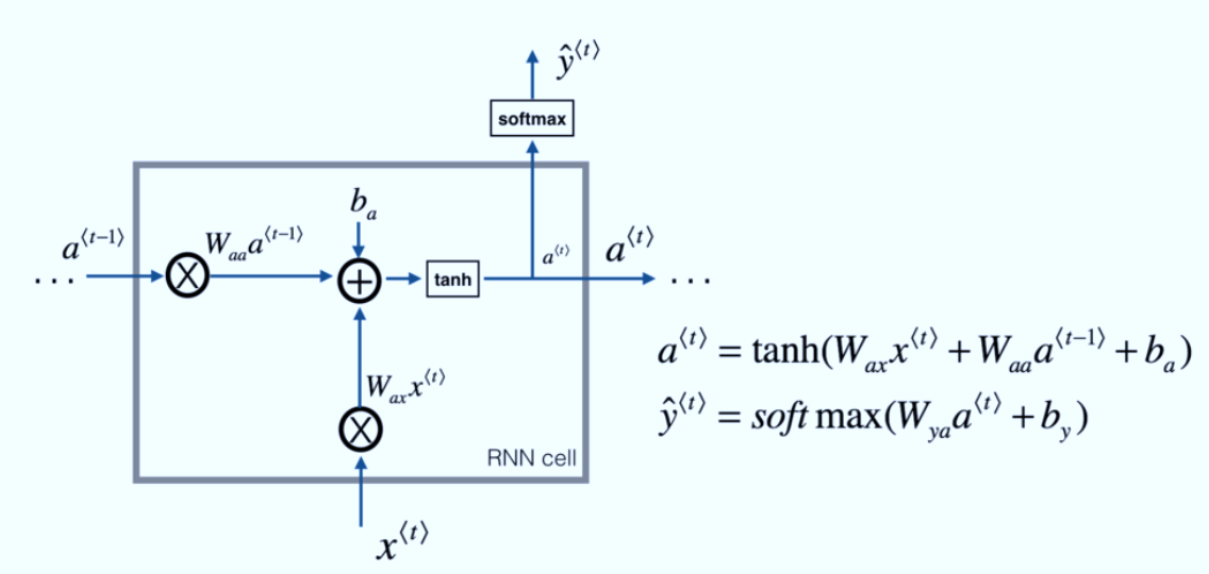 ŷ⟨t⟩
softmax
b_a
a⟨t−1⟩
W_aa a⟨t−1⟩
a⟨t⟩
a⟨t⟩
. . .
tanh
. . .
W_ax x⟨t⟩
RNN cell
x⟨t⟩
a⟨t⟩ = tanh(W_ax x⟨t⟩ + W_aa a⟨t−1⟩ + b_a)
ŷ⟨t⟩ = soft max(W_ya a⟨t⟩ + b_y)